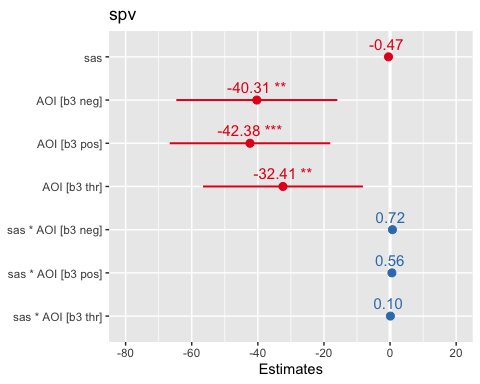 spv
sas
-0.47
AOI [b3 neg]
-40.31 **
AOI [b3 pos]
-42.38 ***
AOI [b3 thr]
-32.41 **
sas * AOI [b3 neg]
0.72
sas * AOI [b3 pos]
0.56
sas * AOI [b3 thr]
0.10
-80 -60 -40 -20 0 20
Estimates